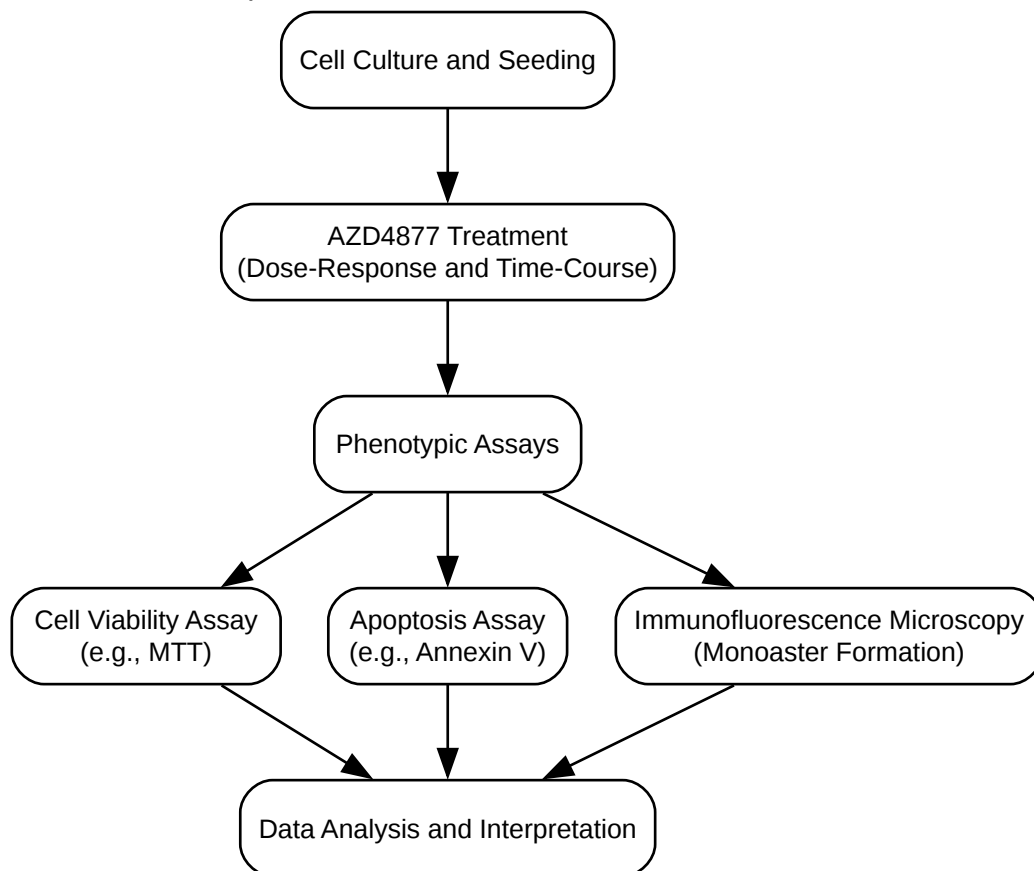 Cell Culture and Seeding
AZD4877 Treatment
(Dose-Response and Time-Course)
Phenotypic Assays
Cell Viability Assay
(e.g., MTT)
Apoptosis Assay
(e.g., Annexin V)
Immunofluorescence Microscopy
(Monoaster Formation)
Data Analysis and Interpretation